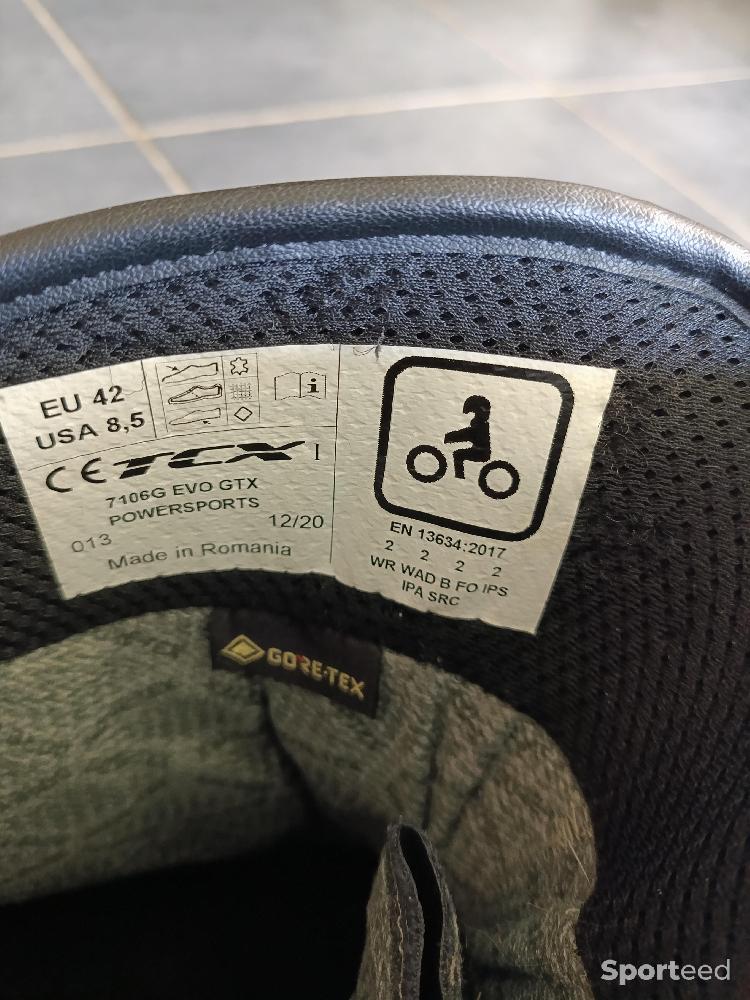 EU 42
USA 8,5
i
CE TCX I
7106G EVO GTX
POWERSPORTS
013
12/20
Made in Romania
EN 13634:2017
2 2 2 2
WR WAD B FO IPS
IPA SRC
GORE-TEX
Sporteed